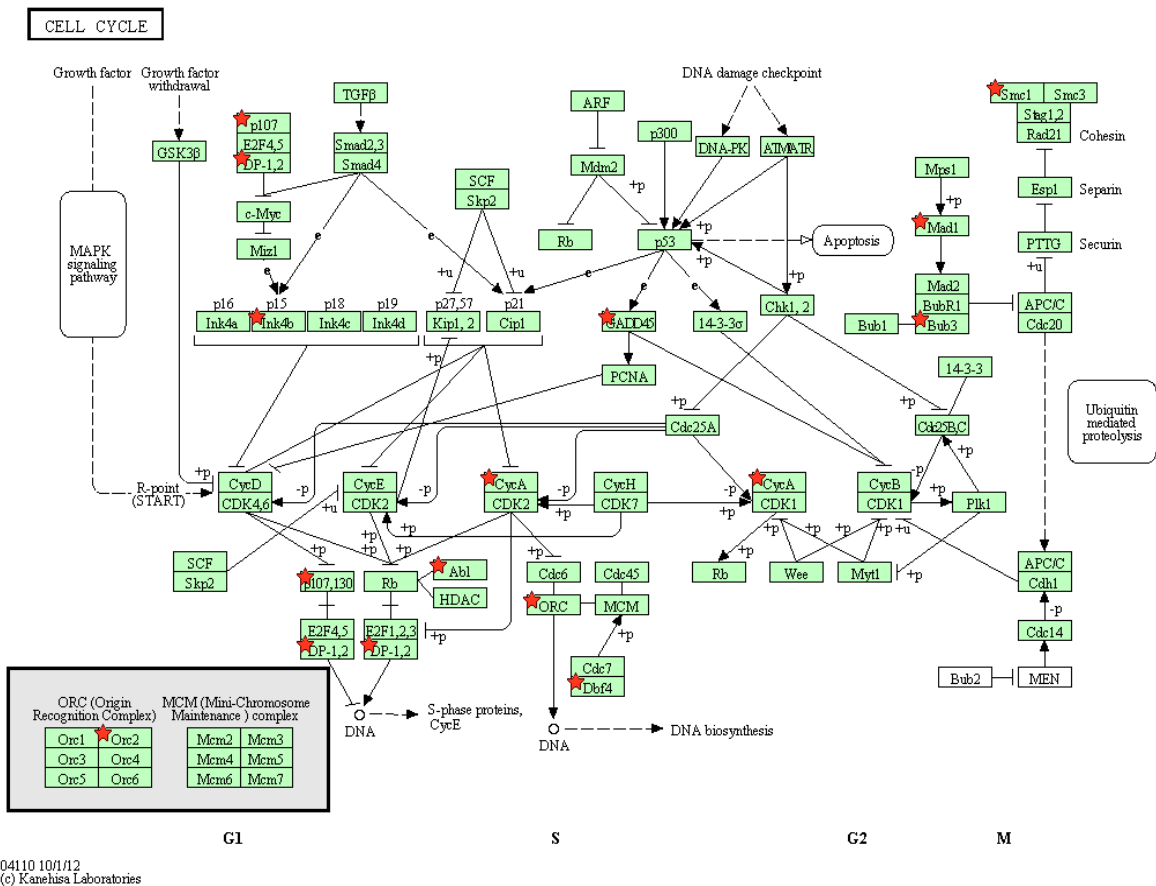 CELL CYCLE
Growth factor
Growth factor
withdrawal
TGFβ
ARF
DNA damage checkpoint
Smc1
Smc3
Stag1,2
Rad21
Cohesin
p107
E2F4,5
DP-1,2
GSK3β
Smad2,3
Smad4
p300
DNA-PK
ATM/ATR
Mdm2
+p
SCF
Skp2
Mps1
+p
Esp1
Separin
c-Myc
Miz1
Rb
p53
+p
+p
Apoptosis
Mad1
PTTG
Securin
MAPK
signaling
pathway
e
e
e
e
e
e
+u
+u
+p
+u
p16
p15
p18
p19
p27,57
p21
Ink4a
Ink4b
Ink4c
Ink4d
Kip1, 2
Cip1
GADD45
14-3-3σ
Chk1, 2
Mad2
BubR1
Bub3
Bub1
APC/C
Cdc20
+p
PCNA
14-3-3
+p
+p
Cdc25A
Cdc25B,C
Ubiquitin
mediated
proteolysis
R-point
(START)
+p
CycD
CDK4,6
-p
CycE
CDK2
-p
CycA
CDK2
-p
+p
CycH
CDK7
-p
+p
CycA
CDK1
CycB
CDK1
-p
+p
Plk1
+u
+p
+p
+p
+p
+p
+p
+p
+p
+u
SCF
Skp2
p107,130
Rb
Abl
HDAC
Cdc6
Cdc45
ORC
MCM
Rb
Wee
Myt1
+p
APC/C
Cdh1
-p
Cdc14
E2F4,5
DP-1,2
E2F1,2,3
DP-1,2
+p
+p
Cdc7
Dbf4
Bub2
MEN
DNA
S-phase proteins,
CycE
DNA
DNA biosynthesis
ORC (Origin
Recognition Complex)
MCM (Mini-Chromosome
Maintenance ) complex
Orc1
Orc2
Mcm2
Mcm3
Orc3
Orc4
Mcm4
Mcm5
Orc5
Orc6
Mcm6
Mcm7
G1
S
G2
M
04110 10/1/12
(c) Kanehisa Laboratories